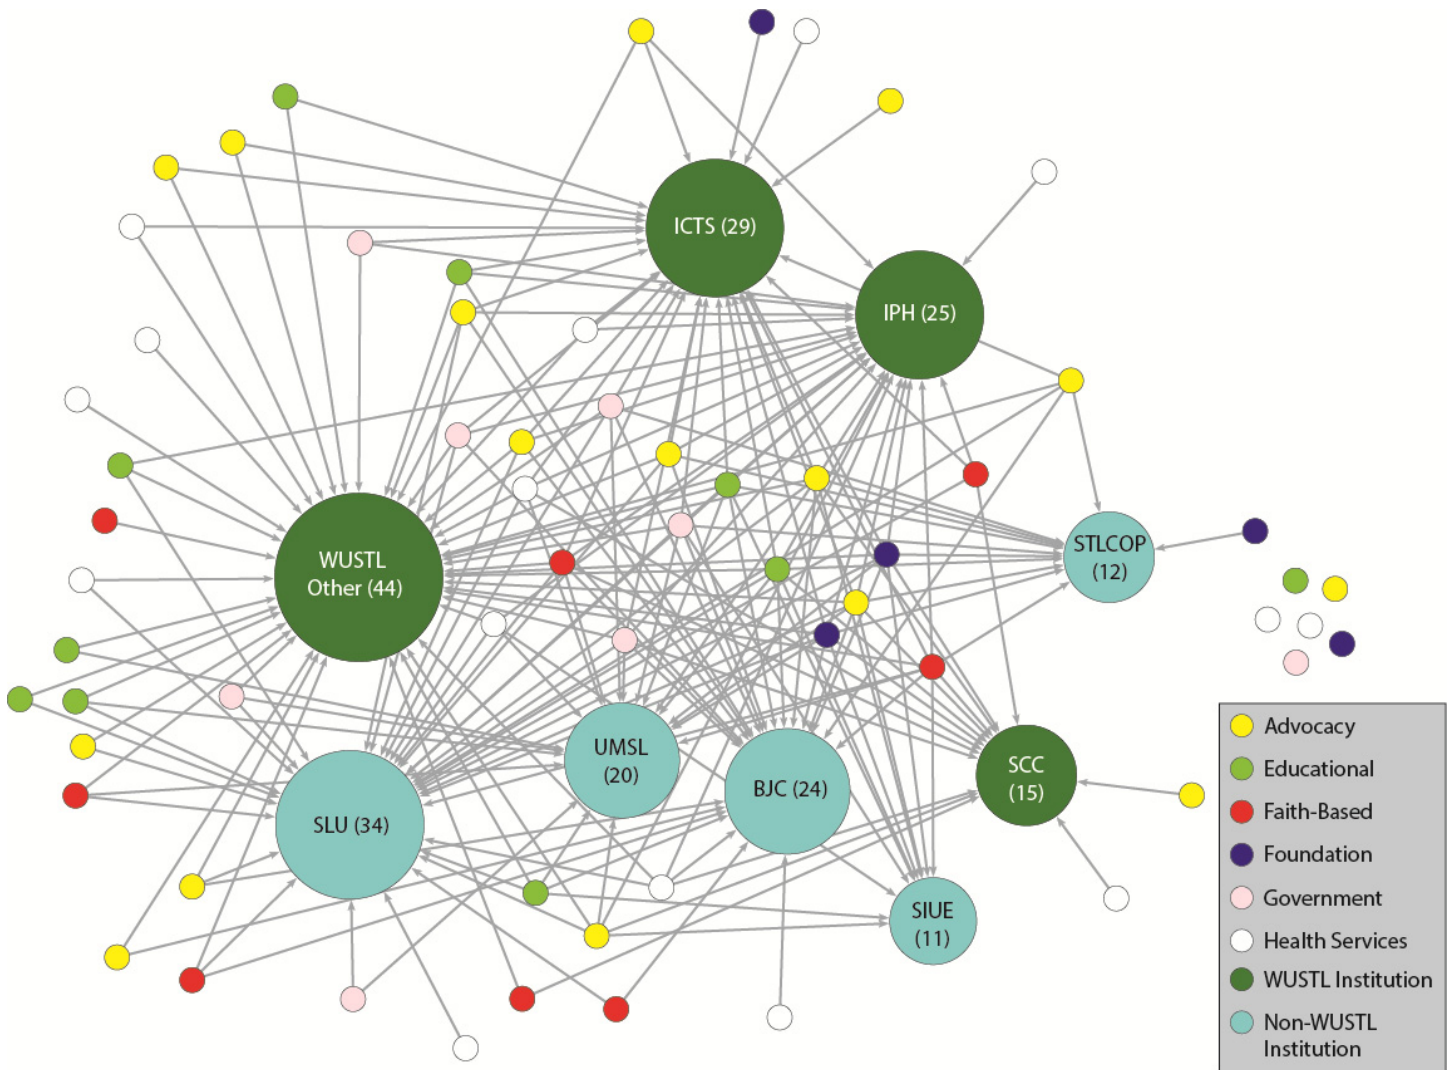 ICTS (29)
IPH (25)
WUSTL
Other (44)
STLCOP
(12)
UMSL
(20)
BJC (24)
SCC
(15)
SLU (34)
SIUE
(11)
Advocacy
Educational
Faith-Based
Foundation
Government
Health Services
WUSTL Institution
Non-WUSTL
Institution